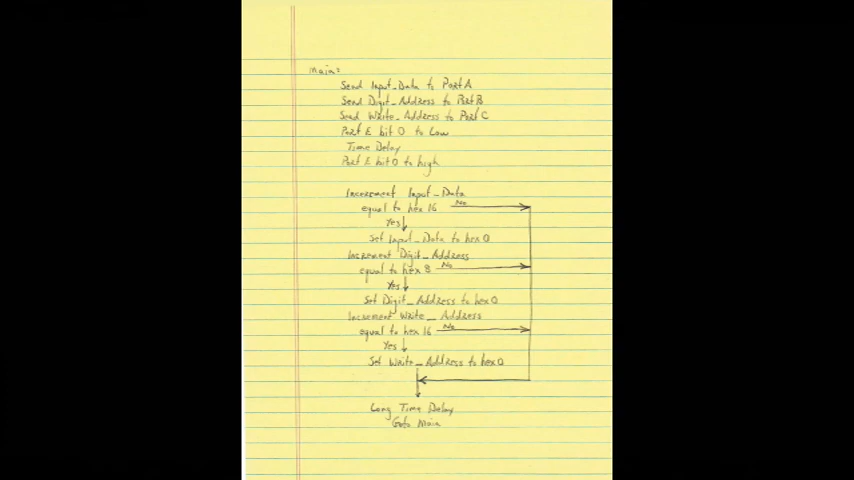 Main:
Send Input_Data to Port A
Send Digit_Address to Port B
Send Write_Address to Port C
Port E bit 0 to Low
Time Delay
Port E bit 0 to high
Increment Input_Data
equal to hex 16 No
Yes
Set Input_Data to hex 0
Increment Digit_Address
equal to hex 8 No
Yes
Set Digit_Address to hex 0
Increment Write_Address
equal to hex 16 No
Yes
Set Write_Address to hex 0
Long Time Delay
Goto Main